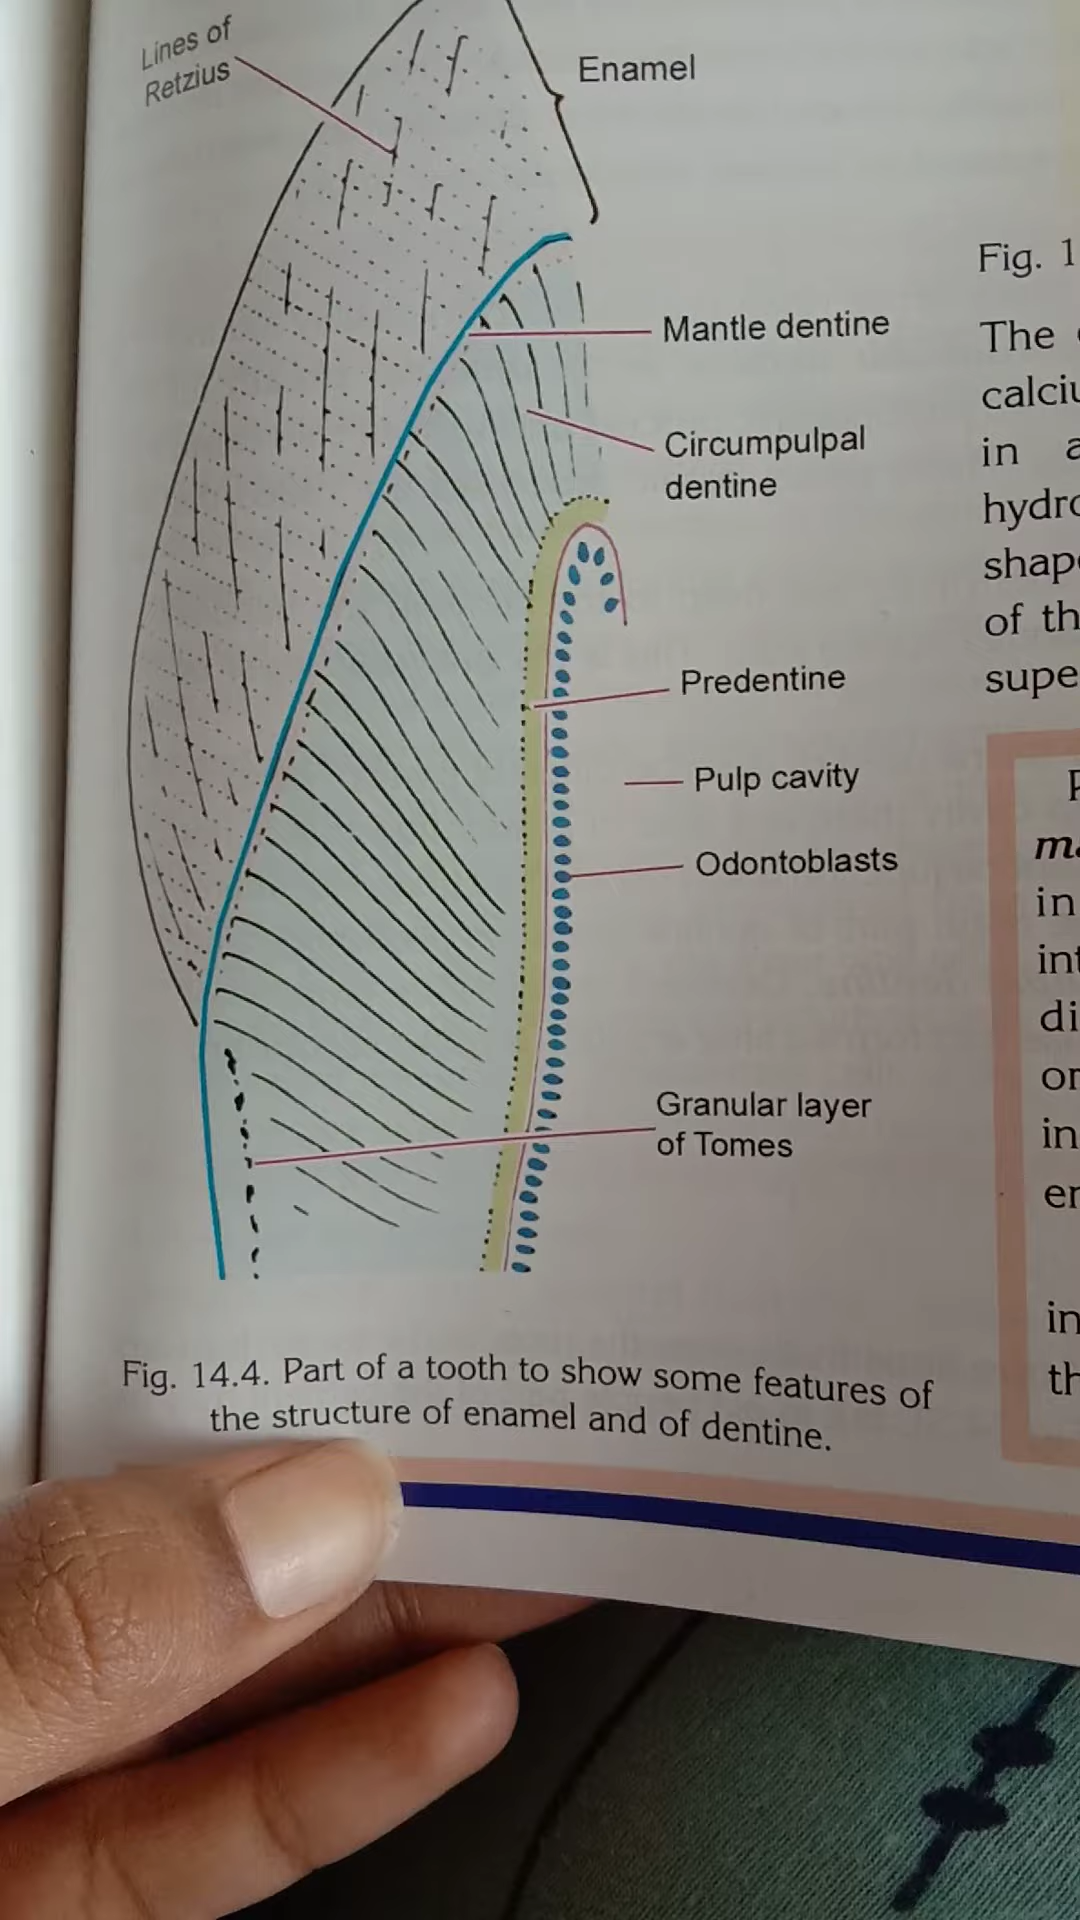 Lines of
Retzius
Enamel
Mantle dentine
Circumpulpal
dentine
Predentine
Pulp cavity
Odontoblasts
Granular layer
of Tomes
Fig. 14.4. Part of a tooth to show some features of
the structure of enamel and of dentine.
Fig. 1
The
in
of th
in
in